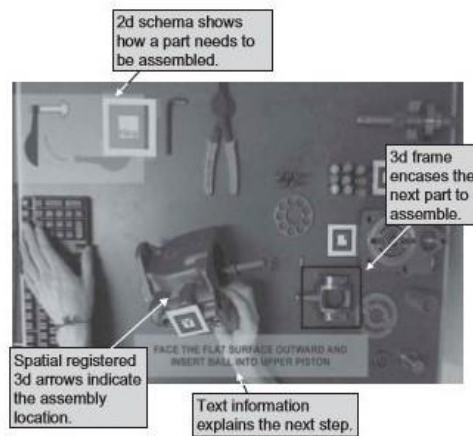 2d schema shows
how a part needs to
be assembled.
3d frame
encases the
next part to
assemble.
FACE THE FLAT SURFACE OUTWARD AND
INSERT BALL INTO UPPER PISTON
Spatial registered
3d arrows indicate
the assembly
location.
Text information
explains the next step.